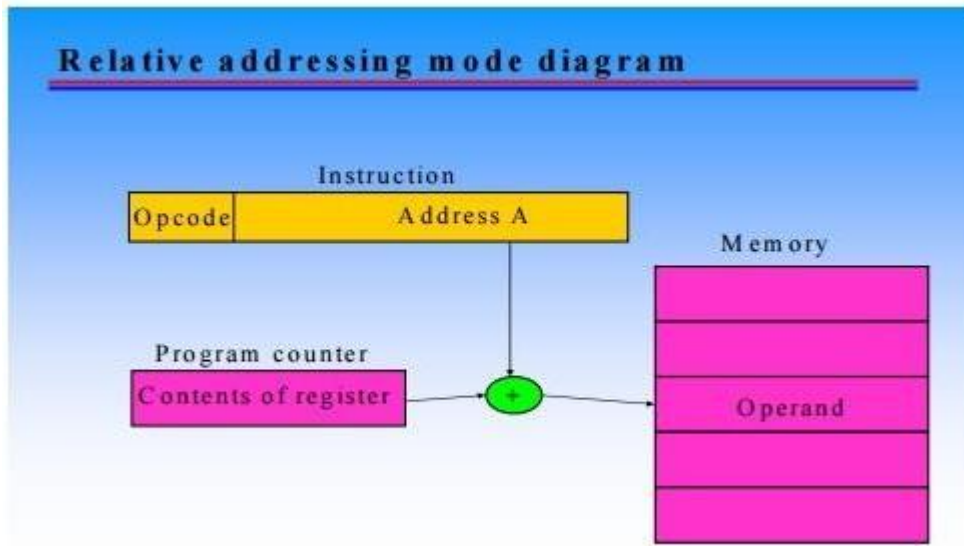 Relative addressing mode diagram
Instruction
Opcode
Address A
Memory
Program counter
Contents of register
+
Operand